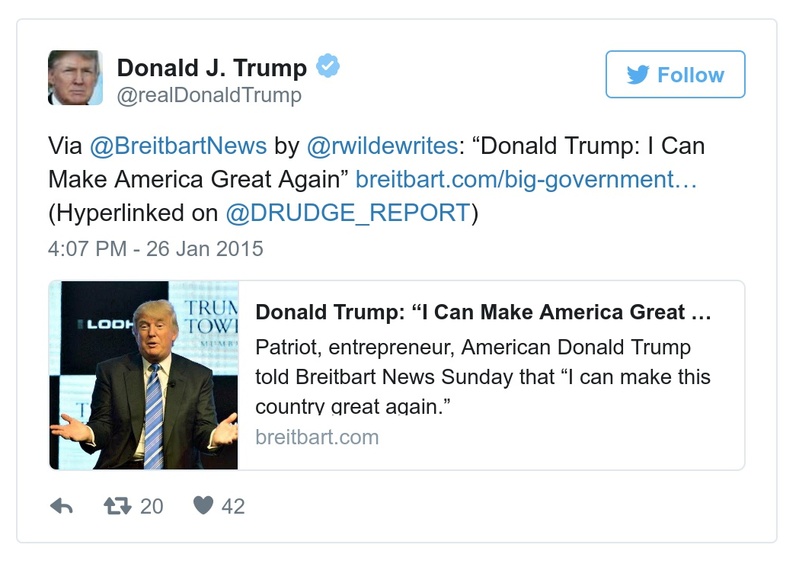 Donald J. Trump
@realDonaldTrump
Follow
Via @BreitbartNews by @rwildewrites: “Donald Trump: I Can
Make America Great Again” breitbart.com/big-government…
(Hyperlinked on @DRUDGE_REPORT)
4:07 PM - 26 Jan 2015
LODH
TRUM
TOW
MUMB
T
Donald Trump: “I Can Make America Great …
Patriot, entrepreneur, American Donald Trump
told Breitbart News Sunday that “I can make this
country great again.”
breitbart.com
20 42